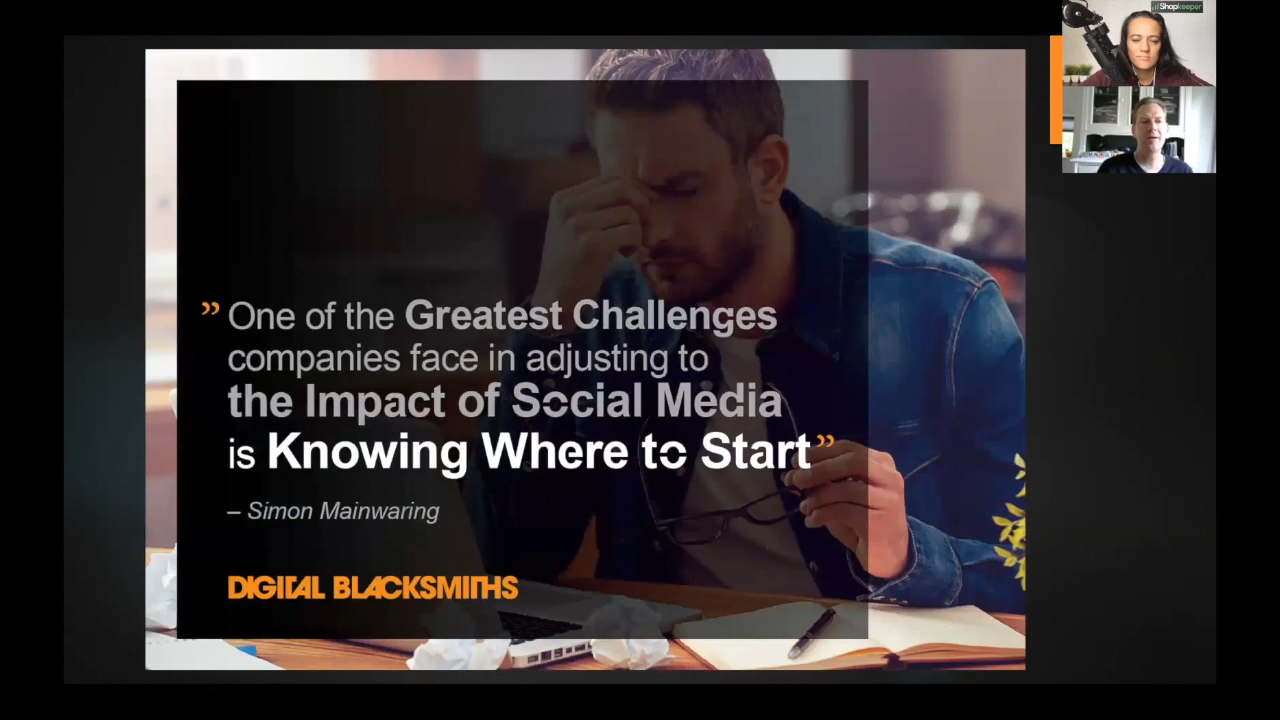 Shopkeeper
” One of the Greatest Challenges
companies face in adjusting to
the Impact of Social Media
is Knowing Where to Start ”
– Simon Mainwaring
DIGITAL BLACKSMITHS